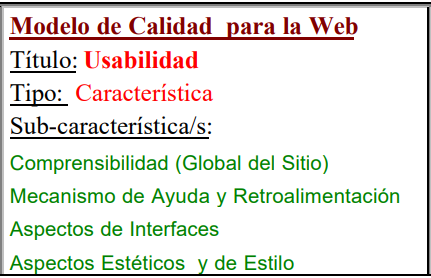 Modelo de Calidad para la Web
Título: Usabilidad
Tipo: Característica
Sub-característica/s:
Comprensibilidad (Global del Sitio)
Mecanismo de Ayuda y Retroalimentación
Aspectos de Interfaces
Aspectos Estéticos y de Estilo